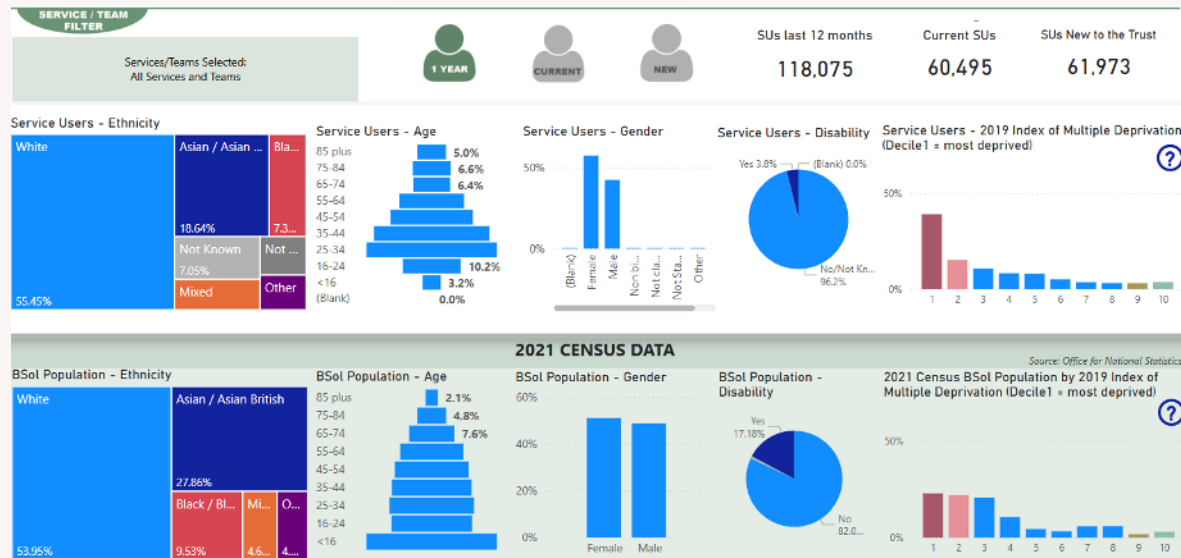 SERVICE / TEAM
FILTER
Services/Teams Selected:
All Services and Teams
1 YEAR
CURRENT
NEW
SUs last 12 months
118,075
Current SUs
60,495
SUs New to the Trust
61,973
Service Users - Ethnicity
White
55.45%
Asian / Asian ...
18.64%
Bla...
7.3...
Not Known
7.05%
Not ...
Mixed
Other
Service Users - Age
85 plus
5.0%
75-84
6.6%
65-74
6.4%
55-64
45-54
35-44
25-34
16-24
10.2%
<16
3.2%
(Blank)
0.0%
Service Users - Gender
50%
0%
(Blank)
Female
Male
Non bi...
Not cla...
Not Sta...
Other
Service Users - Disability
Yes 3.8%
(Blank) 0.0%
No/Not Kn...
96.2%
Service Users - 2019 Index of Multiple Deprivation
(Decile1 = most deprived)
?
50%
0%
1 2 3 4 5 6 7 8 9 10
2021 CENSUS DATA
Source: Office for National Statistics
BSol Population - Ethnicity
White
53.95%
Asian / Asian British
27.86%
Black / Bl...
9.53%
Mi...
4.6...
O...
4....
BSol Population - Age
85 plus
2.1%
75-84
4.8%
65-74
7.6%
55-64
45-54
35-44
25-34
16-24
<16
BSol Population - Gender
60%
40%
20%
0%
Female
Male
BSol Population -
Disability
Yes
17.18%
No
82.0...
2021 Census BSol Population by 2019 Index of
Multiple Deprivation (Decile1 = most deprived)
?
50%
0%
1 2 3 4 5 6 7 8 9 10